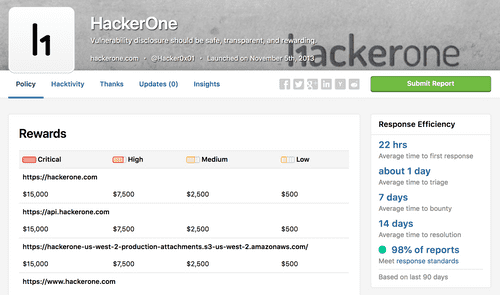 h1
HackerOne
Vulnerability disclosure should be safe, transparent, and rewarding.
hackerone
hackerone.com · @Hacker0x01 · Launched on November 5th, 2013
Policy Hacktivity Thanks Updates (0) Insights
Submit Report
Rewards
Critical High Medium Low
https://hackerone.com
$15,000 $7,500 $2,500 $500
https://api.hackerone.com
$15,000 $7,500 $2,500 $500
https://hackerone-us-west-2-production-attachments.s3-us-west-2.amazonaws.com/
$15,000 $7,500 $2,500 $500
https://www.hackerone.com
Response Efficiency
22 hrs
Average time to first response
about 1 day
Average time to triage
7 days
Average time to bounty
14 days
Average time to resolution
98% of reports
Meet response standards
Based on last 90 days